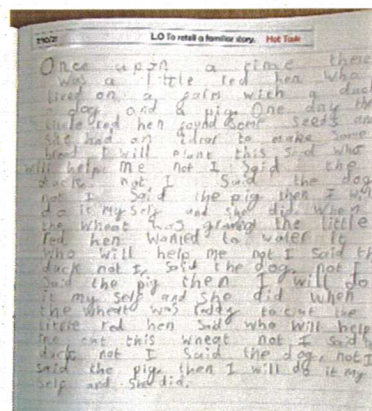 L.O To retell a familiar story. Hot Task
Once upon a time there
was a little red hen who
lived on a farm with a duck
a dog and a pig. One day the
little red hen found some seeds and
she had an idear to make some
bread I will plant this seed who
will helpe me not I said the
duck not I said the dog
not I said the pig then I will
do it my self and she did. When
the wheat was the little
red hen wanted to water it
who will help me not I said the
duck not I, said the dog, not I
said the pig then I will do
it my self and she did when
the wheat was to cut the
little red hen said who will help
me cut this wheat not I said the
duck not I said the dog, not I
said the pig, then I will do it my
self and she did.